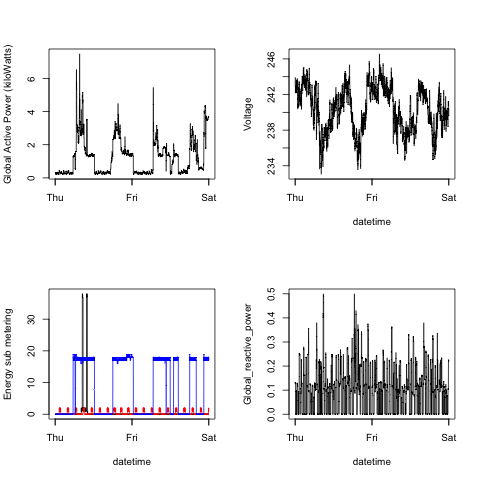 Global Active Power (kiloWatts)
0 2 4 6
Thu Fri Sat
Voltage
234 238 242 246
Thu Fri Sat
datetime
Energy sub metering
0 10 20 30
Thu Fri Sat
datetime
Global_reactive_power
0.0 0.1 0.2 0.3 0.4 0.5
Thu Fri Sat
datetime